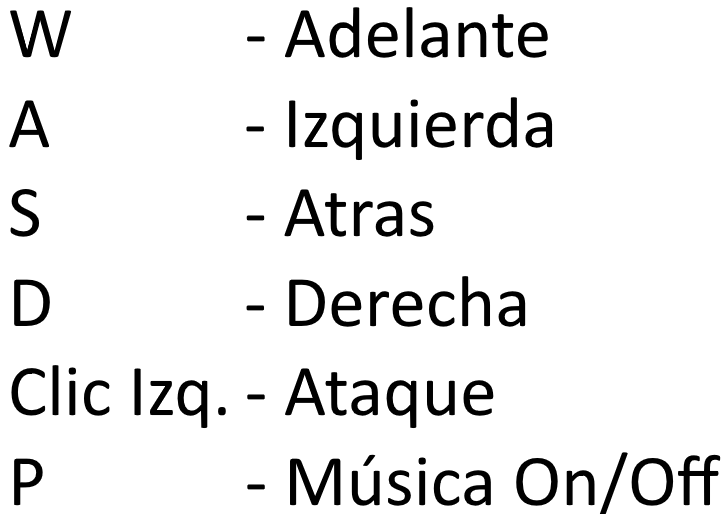 W - Adelante
A - Izquierda
S - Atras
D - Derecha
Clic Izq. - Ataque
P - Música On/Off